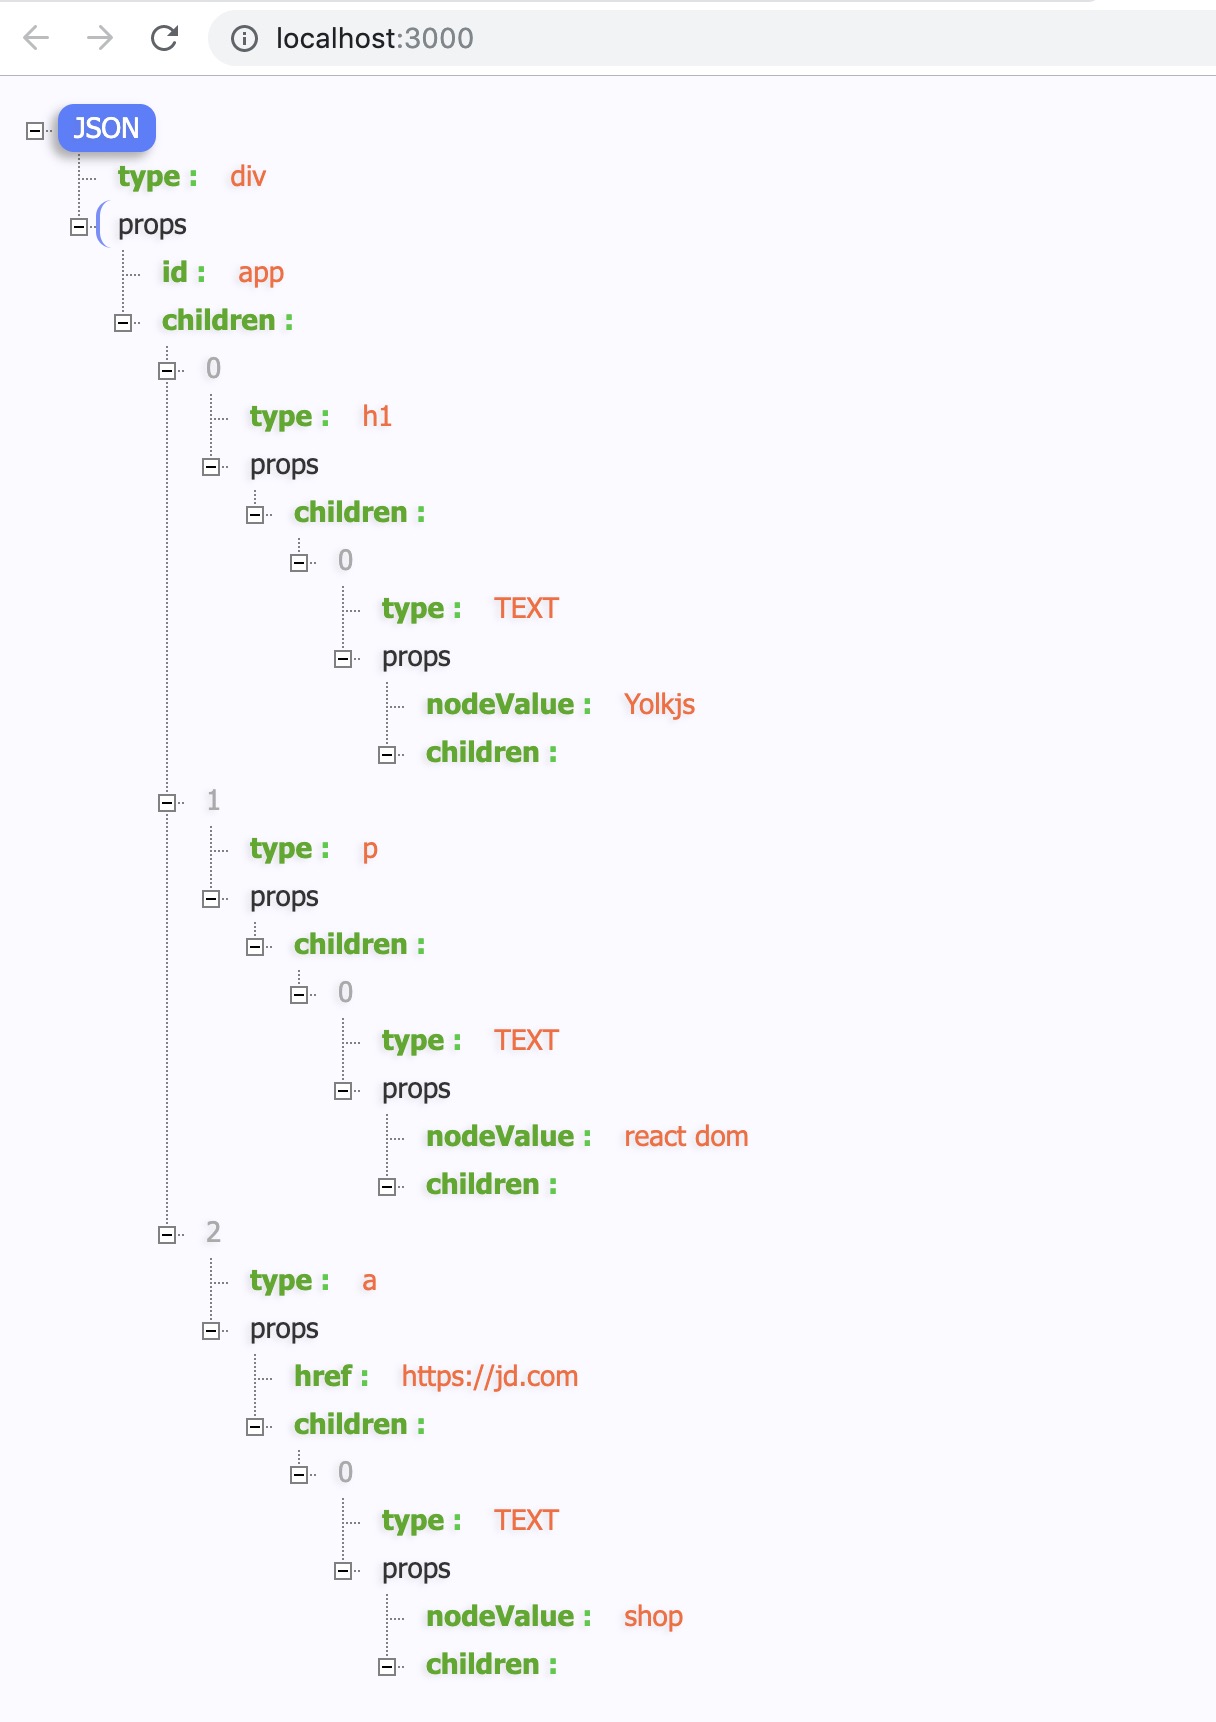 localhost:3000
JSON
type : div
props
id : app
children :
0
type : h1
props
children :
0
type : TEXT
props
nodeValue : Yolkjs
children :
1
type : p
props
children :
0
type : TEXT
props
nodeValue : react dom
children :
2
type : a
props
href : https://jd.com
children :
0
type : TEXT
props
nodeValue : shop
children :